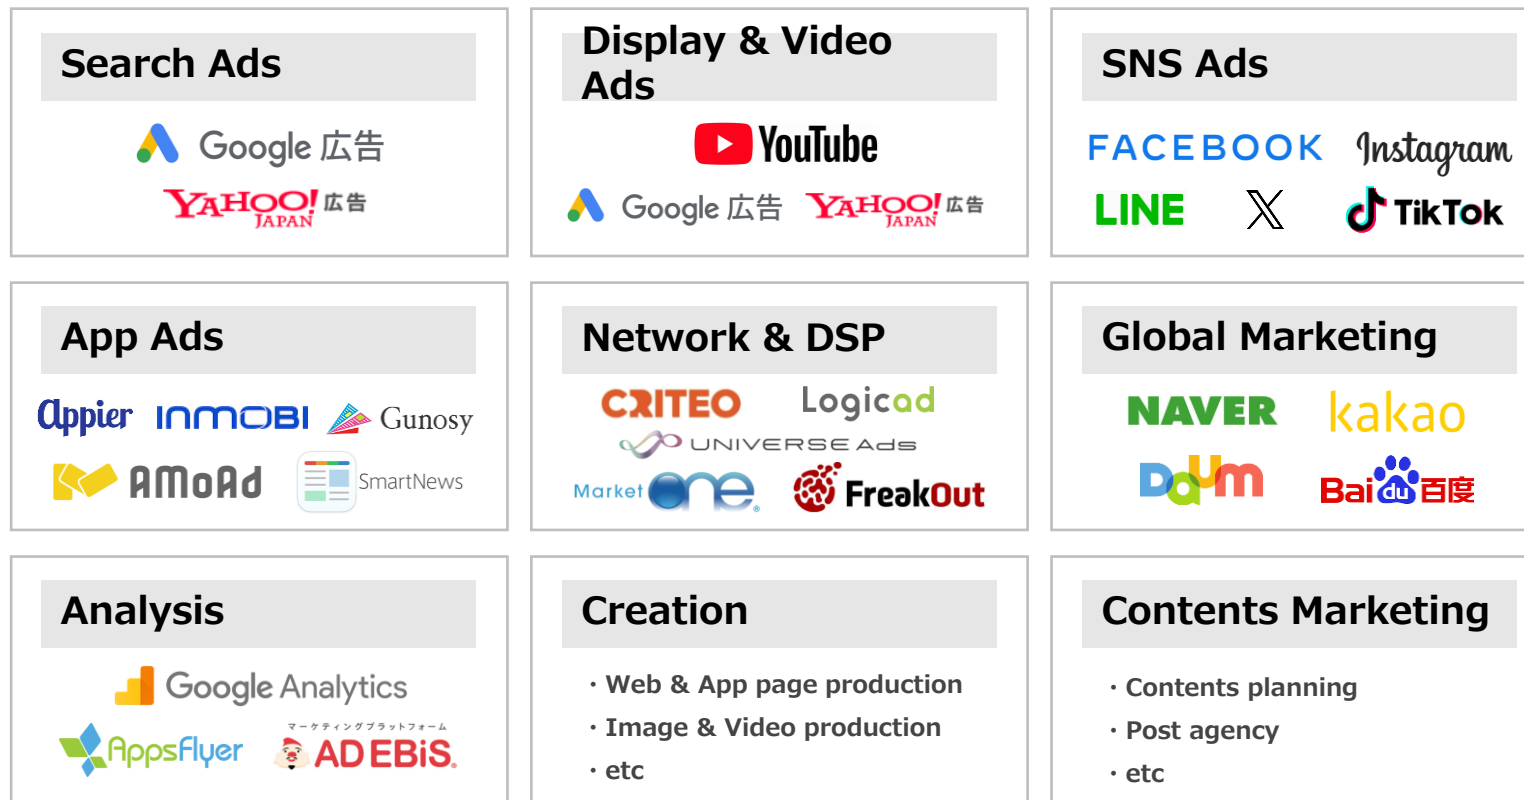 Search Ads
Google 広告
YAHOO! 広告
JAPAN
Display & Video
Ads
YouTube
Google 広告
YAHOO! 広告
JAPAN
SNS Ads
FACEBOOK
Instagram
LINE
X
TikTok
App Ads
Appier
INMOBI
Gunosy
AMoAd
SmartNews
Network & DSP
CRITEO
Logicad
UNIVERSE Ads
Market One®
FreakOut
Global Marketing
NAVER
kakao
Daum
Bai du 百度
Analysis
Google Analytics
AppsFlyer
マーケティングプラットフォーム
AD EBiS.
Creation
・Web & App page production
・Image & Video production
・etc
Contents Marketing
・Contents planning
・Post agency
・etc